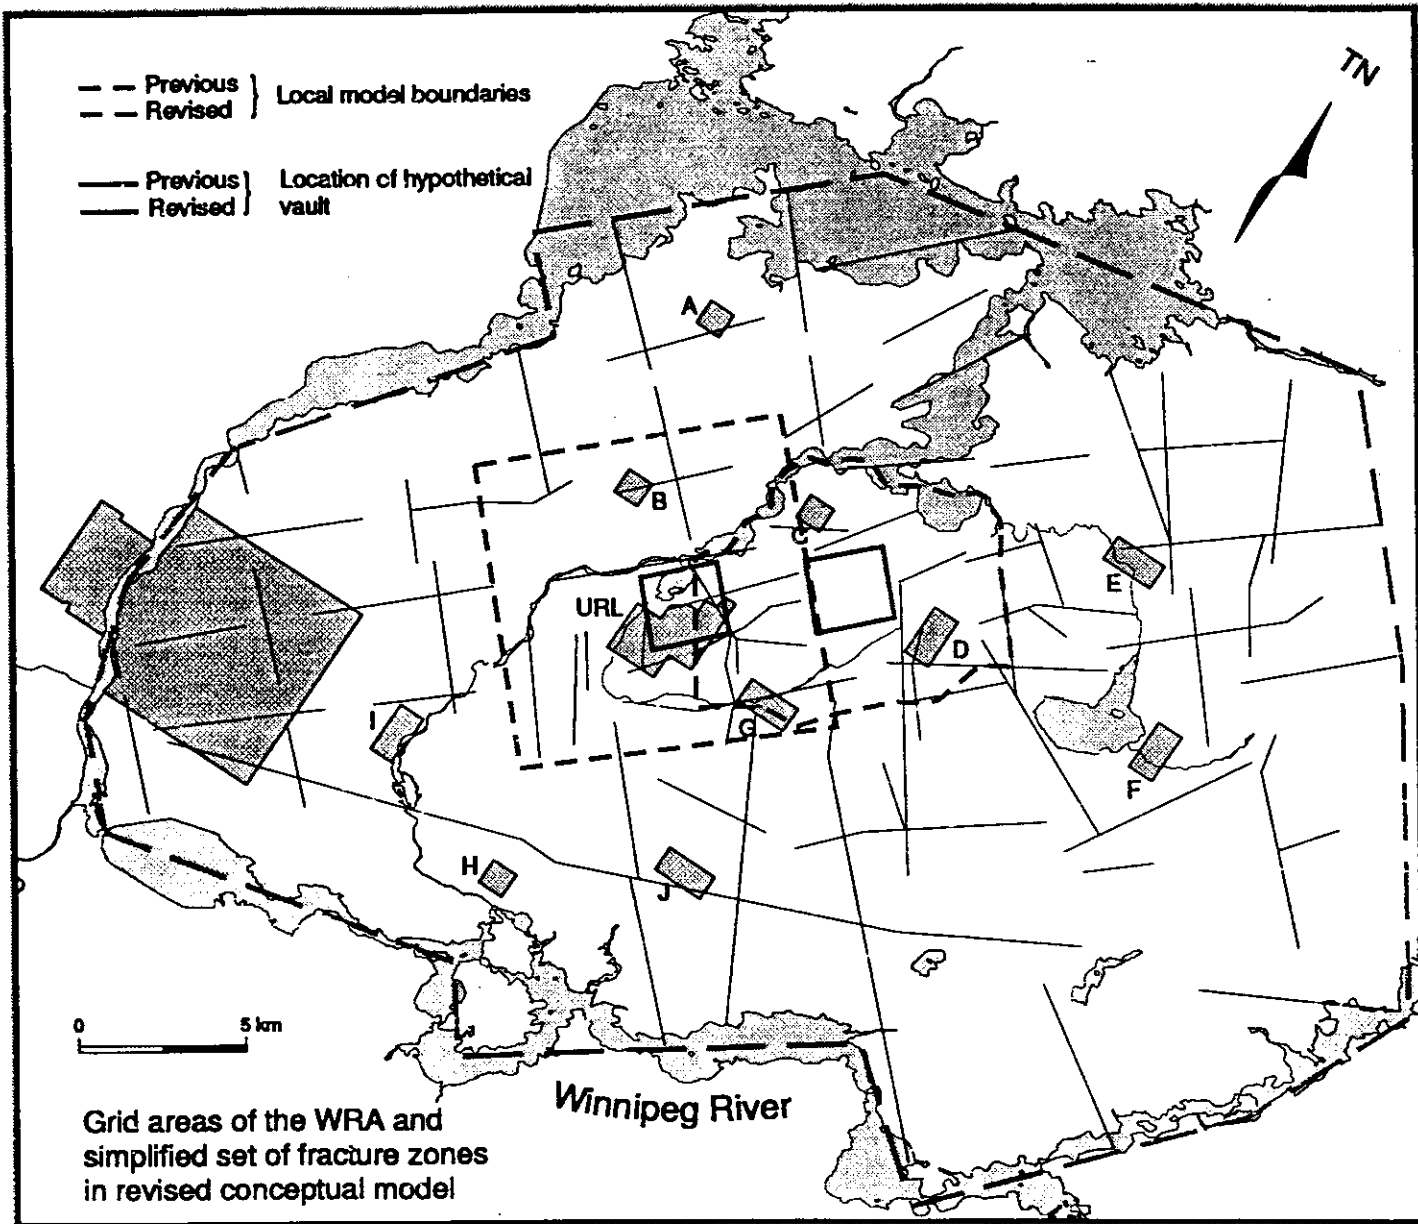 Previous
Revised
Local model boundaries
Previous
Revised
Location of hypothetical
vault
TN
A
B
C
URL
E
D
G
I
F
H
J
0 5 km
Winnipeg River
Grid areas of the WRA and
simplified set of fracture zones
in revised conceptual model